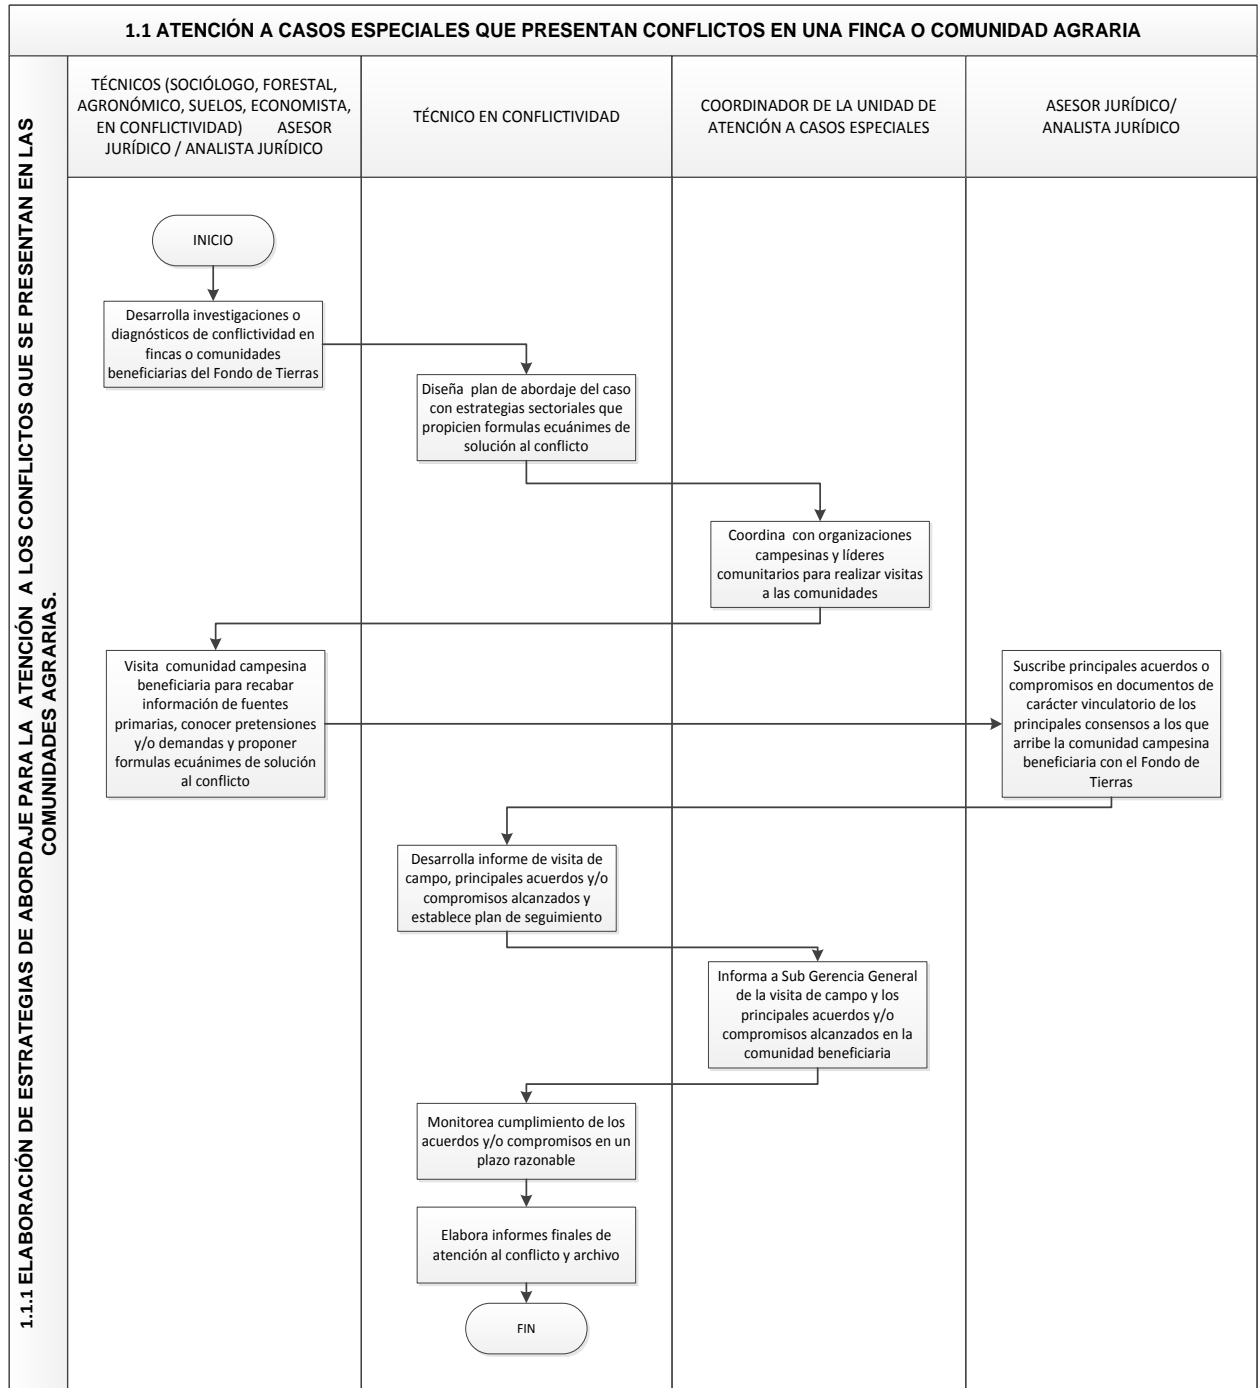 1.1 ATENCIÓN A CASOS ESPECIALES QUE PRESENTAN CONFLICTOS EN UNA FINCA O COMUNIDAD AGRARIA
1.1.1 ELABORACIÓN DE ESTRATEGIAS DE ABORDAJE PARA LA ATENCIÓN A LOS CONFLICTOS QUE SE PRESENTAN EN LAS
COMUNIDADES AGRARIAS.
TÉCNICOS (SOCIÓLOGO, FORESTAL,
AGRONÓMICO, SUELOS, ECONOMISTA,
EN CONFLICTIVIDAD) ASESOR
JURÍDICO / ANALISTA JURÍDICO
TÉCNICO EN CONFLICTIVIDAD
COORDINADOR DE LA UNIDAD DE
ATENCIÓN A CASOS ESPECIALES
ASESOR JURÍDICO/
ANALISTA JURÍDICO
INICIO
Desarrolla investigaciones o
diagnósticos de conflictividad en
fincas o comunidades
beneficiarias del Fondo de Tierras
Diseña plan de abordaje del caso
con estrategias sectoriales que
propicien formulas ecuánimes de
solución al conflicto
Coordina con organizaciones
campesinas y líderes
comunitarios para realizar visitas
a las comunidades
Visita comunidad campesina
beneficiaria para recabar
información de fuentes
primarias, conocer pretensiones
y/o demandas y proponer
formulas ecuánimes de solución
al conflicto
Suscribe principales acuerdos o
compromisos en documentos de
carácter vinculatorio de los
principales consensos a los que
arribe la comunidad campesina
beneficiaria con el Fondo de
Tierras
Desarrolla informe de visita de
campo, principales acuerdos y/o
compromisos alcanzados y
establece plan de seguimiento
Informa a Sub Gerencia General
de la visita de campo y los
principales acuerdos y/o
compromisos alcanzados en la
comunidad beneficiaria
Monitorea cumplimiento de los
acuerdos y/o compromisos en un
plazo razonable
Elabora informes finales de
atención al conflicto y archivo
FIN